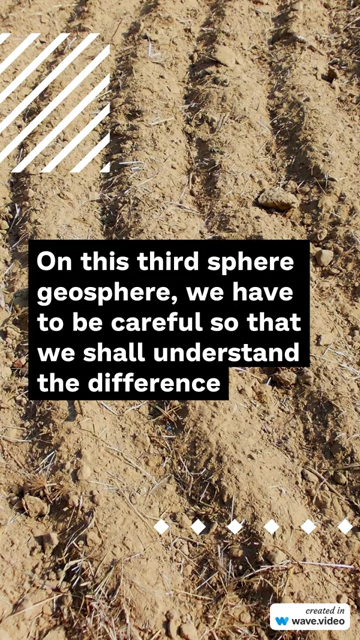 On this third sphere
geosphere, we have
to be careful so that
we shall understand
the difference
created in
wave.video